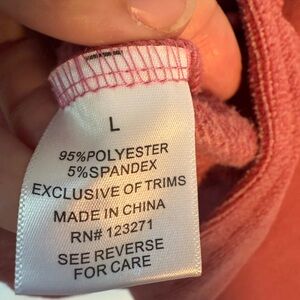 L
95%POLYESTER
5%SPANDEX
EXCLUSIVE OF TRIMS
MADE IN CHINA
RN# 123271
SEE REVERSE
FOR CARE